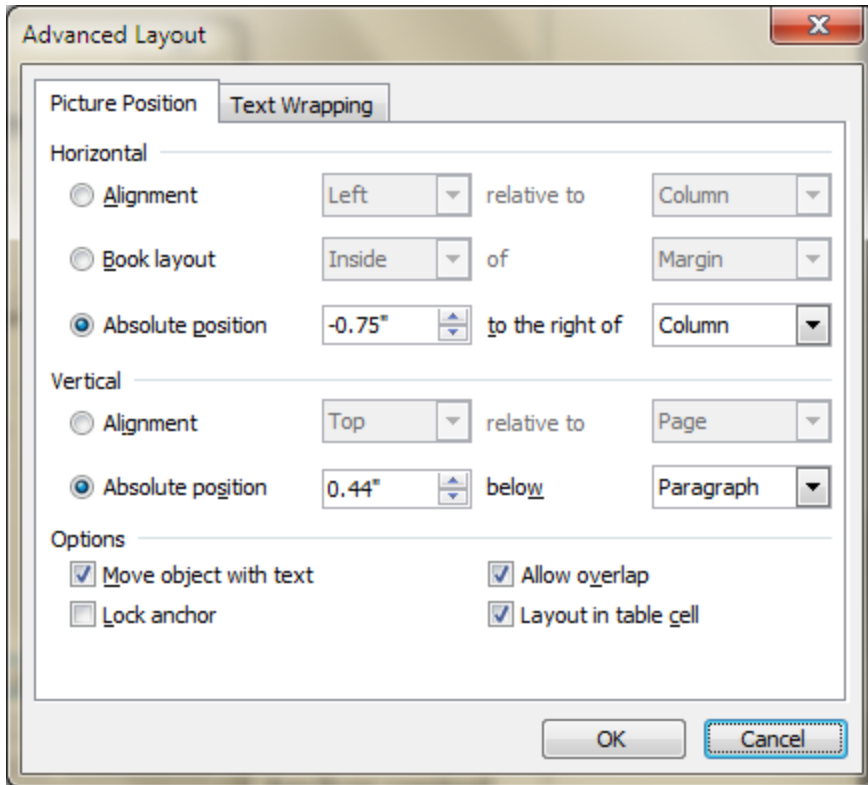 Advanced Layout
Picture Position Text Wrapping
Horizontal
Alignment Left relative to Column
Book layout Inside of Margin
Absolute position -0.75" to the right of Column
Vertical
Alignment Top relative to Page
Absolute position 0.44" below Paragraph
Options
Move object with text Allow overlap
Lock anchor Layout in table cell
OK Cancel